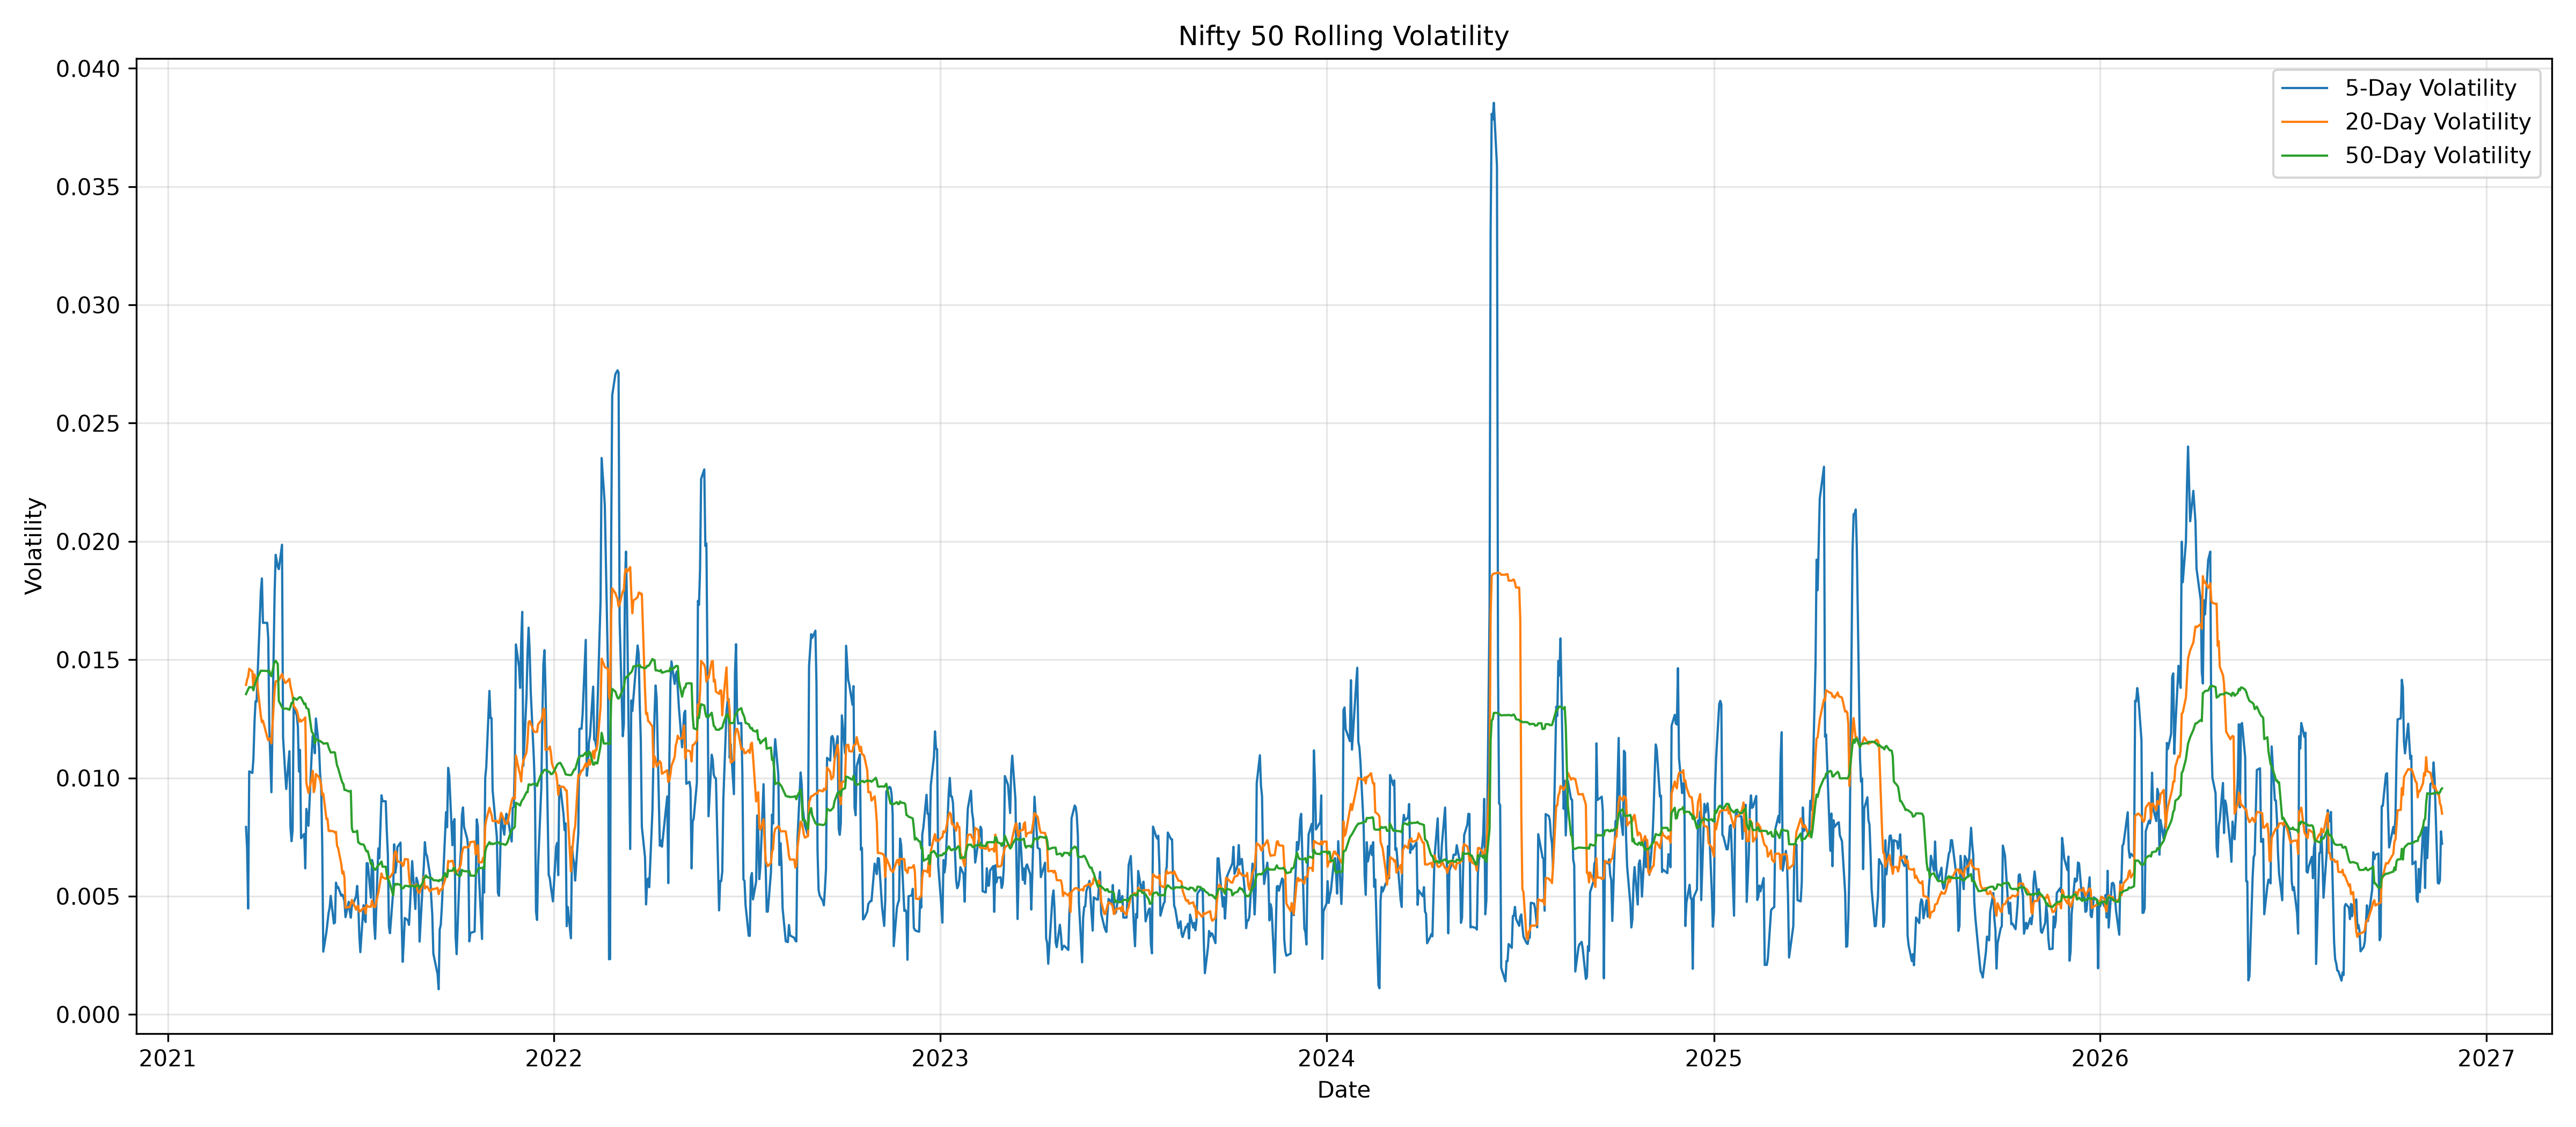 Nifty 50 Rolling Volatility
5-Day Volatility
20-Day Volatility
50-Day Volatility
Volatility
0.040
0.035
0.030
0.025
0.020
0.015
0.010
0.005
0.000
2021 2022 2023 2024 2025 2026 2027
Date